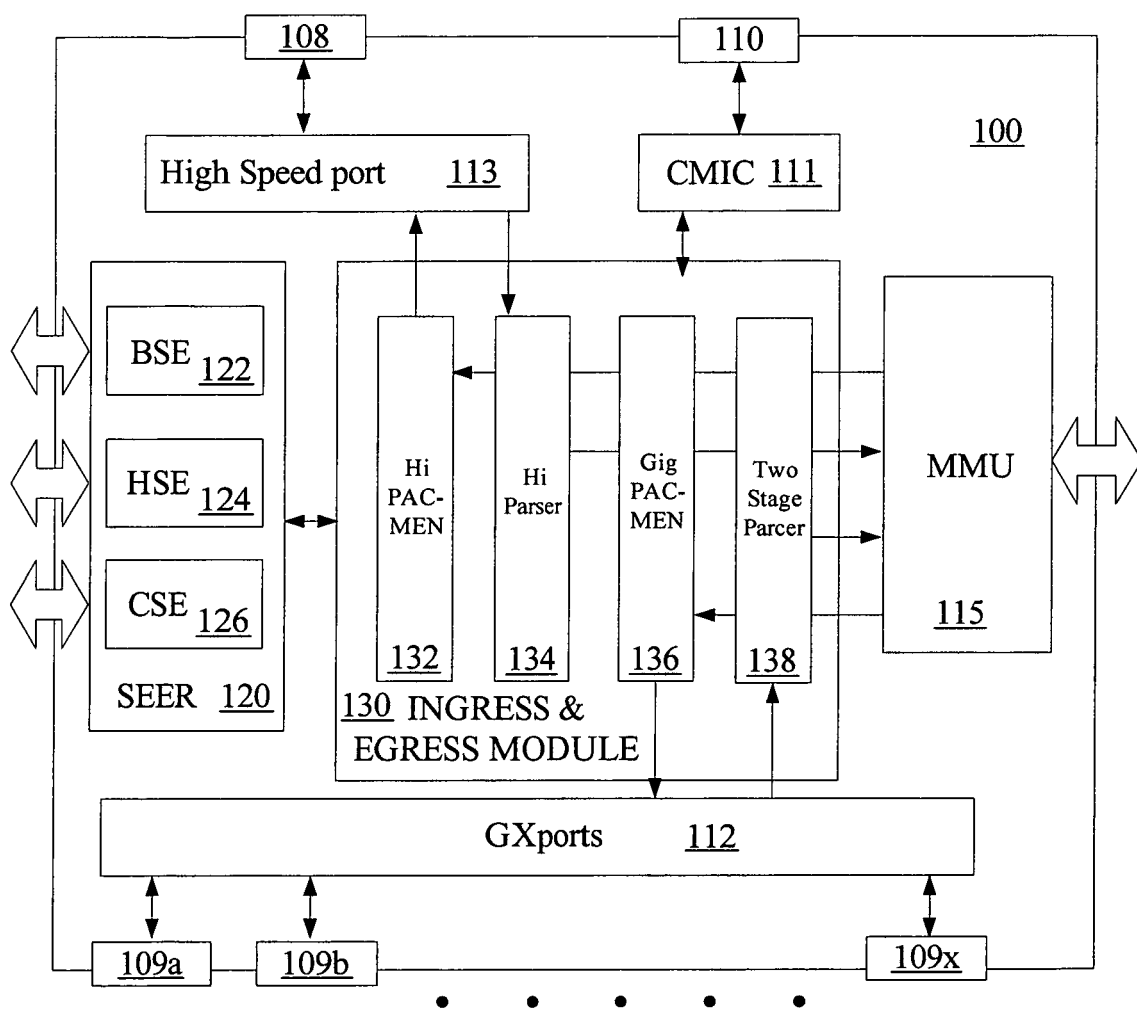 108
110
100
High Speed port 113
CMIC 111
BSE 122
HSE 124
CSE 126
SEER 120
Hi
PAC-
MEN
132
Hi
Parser
134
Gig
PAC-
MEN
136
Two
Stage
Parcer
138
MMU
115
130 INGRESS &
EGRESS MODULE
GXports 112
109a
109b
109x